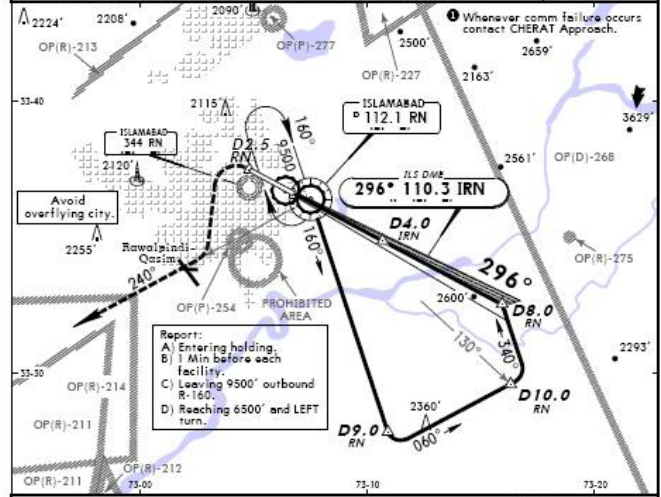 2224'
2208'
2090'
OP(R)-213
OP(P)-277
❶ Whenever comm failure occurs
contact CHERAT Approach.
2500'
2659'
OP(R)-227
2163'
33-40
2115'
ISLAMABAD
344 RN
D2.5
RN
160°
9500
ISLAMABAD
D 112.1 RN
3629'
2120'
2561'
OP(D)-268
ILS DME
296° 110.3 IRN
Avoid
overflying city.
2255'
Rawalpindi-
Qasim
160°
D4.0
IRN
OP(R)-275
240°
OP(P)-254
PROHIBITED
AREA
296°
2600'
D8.0
RN
Report:
A) Entering holding.
B) 1 Min before each
facility.
C) Leaving 9500' outbound
R-160.
D) Reaching 6500' and LEFT
turn.
130°
340°
2293'
33-30
OP(R)-214
D10.0
RN
OP(R)-211
D9.0
RN
2360'
060°
OP(R)-212
OP(R)-211
73-00
73-10
73-20